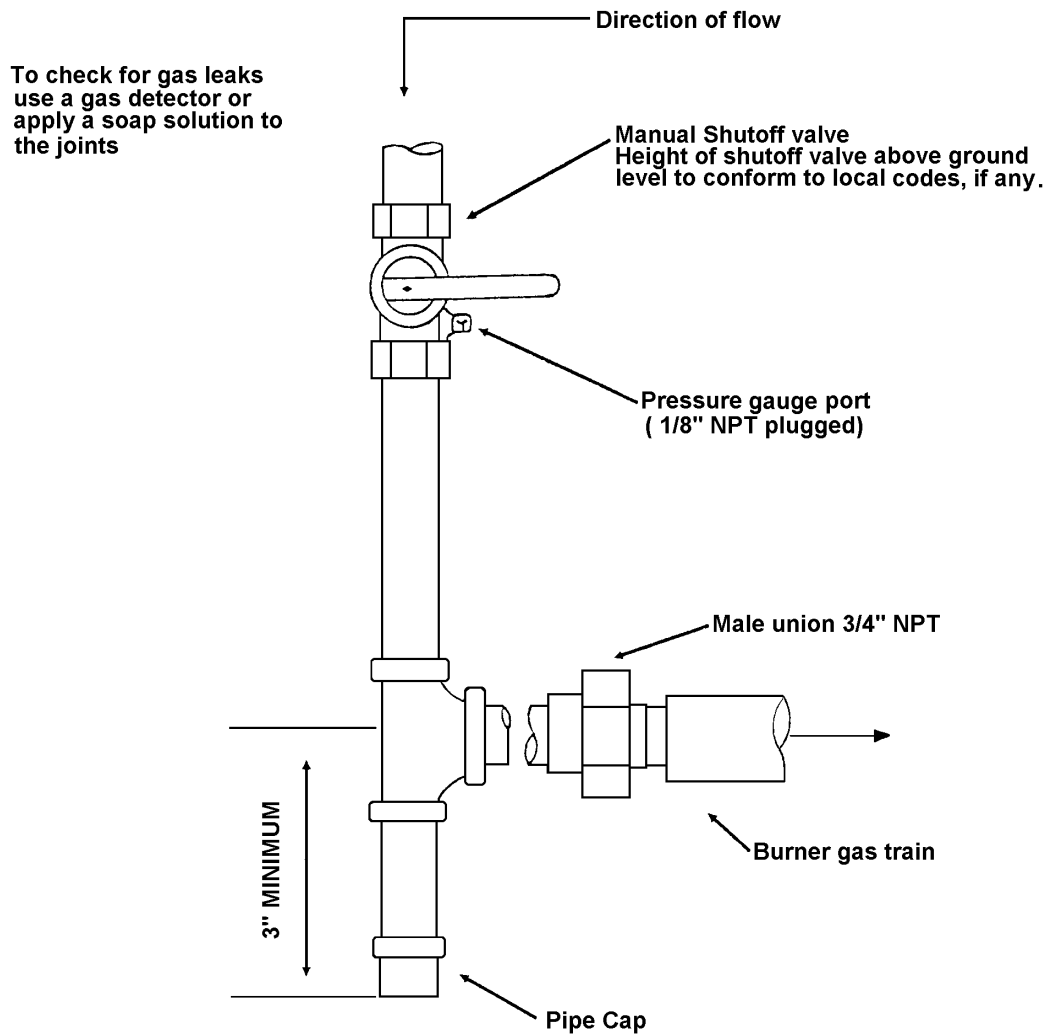 Direction of flow
To check for gas leaks
use a gas detector or
apply a soap solution to
the joints
Manual Shutoff valve
Height of shutoff valve above ground
level to conform to local codes, if any.
Pressure gauge port
( 1/8" NPT plugged)
Male union 3/4" NPT
3" MINIMUM
Burner gas train
Pipe Cap